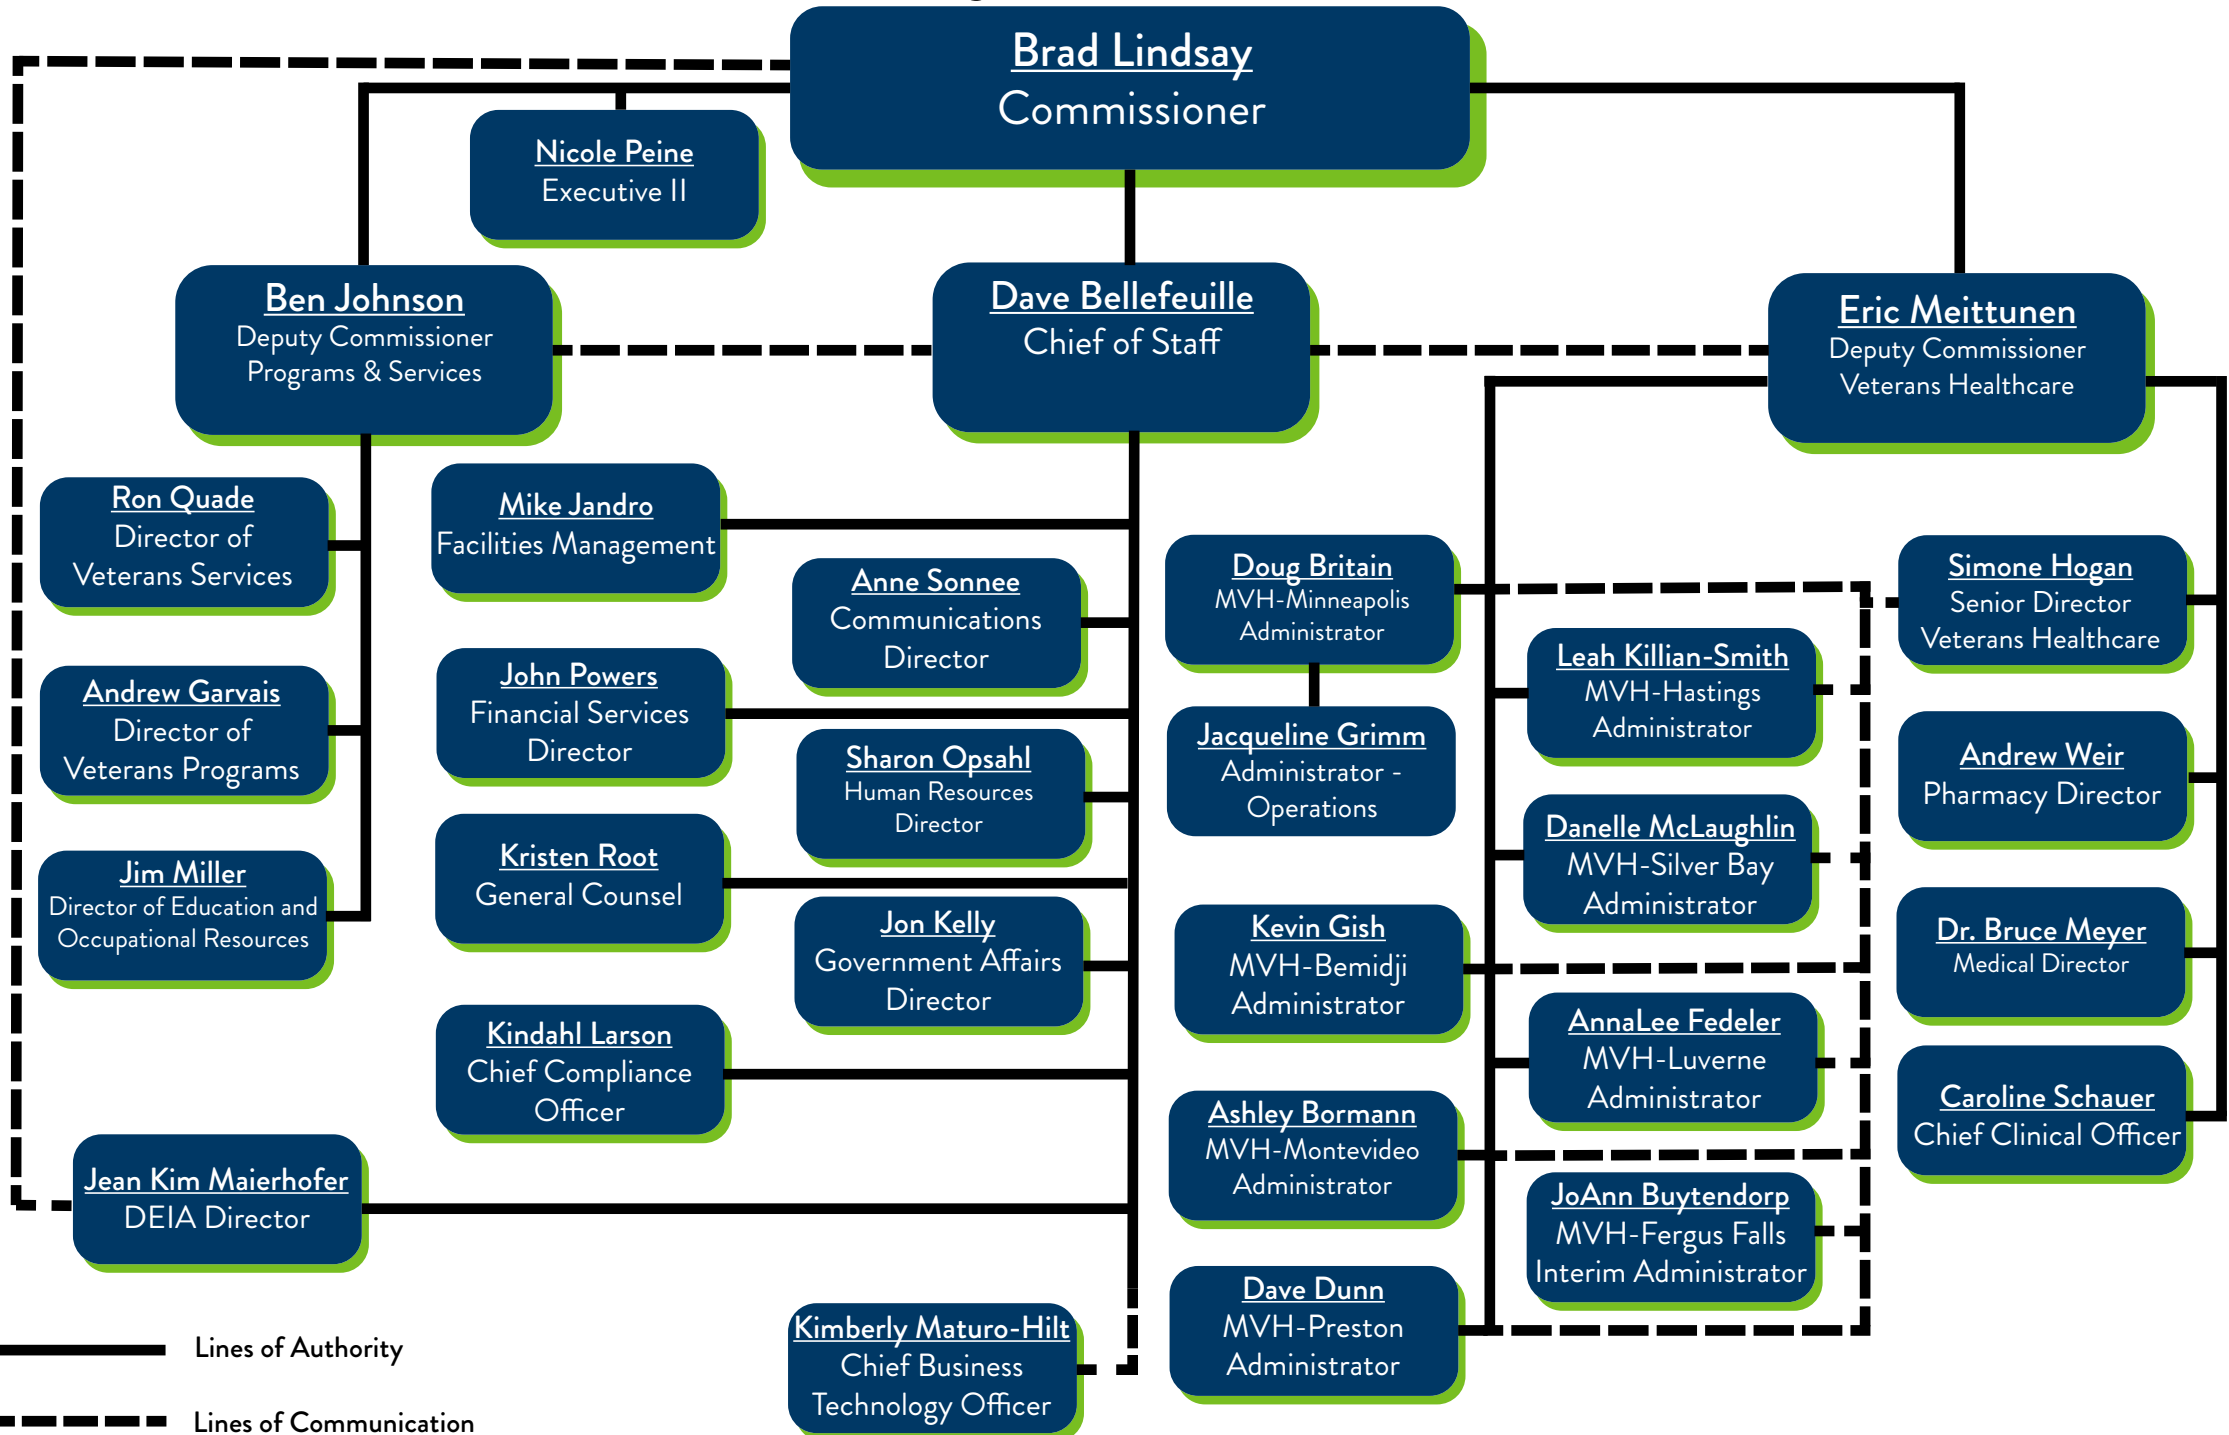 Brad Lindsay
Commissioner
Nicole Peine
Executive II
Ben Johnson
Deputy Commissioner
Programs & Services
Dave Bellefeuille
Chief of Staff
Eric Meittunen
Deputy Commissioner
Veterans Healthcare
Ron Quade
Director of
Veterans Services
Andrew Garvais
Director of
Veterans Programs
Jim Miller
Director of Education and
Occupational Resources
Mike Jandro
Facilities Management
Anne Sonnee
Communications
Director
John Powers
Financial Services
Director
Sharon Opsahl
Human Resources
Director
Kristen Root
General Counsel
Jon Kelly
Government Affairs
Director
Kindahl Larson
Chief Compliance
Officer
Jean Kim Maierhofer
DEIA Director
Kimberly Maturo-Hilt
Chief Business
Technology Officer
Doug Britain
MVH-Minneapolis
Administrator
Jacqueline Grimm
Administrator -
Operations
Leah Killian-Smith
MVH-Hastings
Administrator
Danelle McLaughlin
MVH-Silver Bay
Administrator
Kevin Gish
MVH-Bemidji
Administrator
AnnaLee Fedeler
MVH-Luverne
Administrator
Ashley Bormann
MVH-Montevideo
Administrator
JoAnn Buytendorp
MVH-Fergus Falls
Interim Administrator
Dave Dunn
MVH-Preston
Administrator
Simone Hogan
Senior Director
Veterans Healthcare
Andrew Weir
Pharmacy Director
Dr. Bruce Meyer
Medical Director
Caroline Schauer
Chief Clinical Officer
Lines of Authority
Lines of Communication